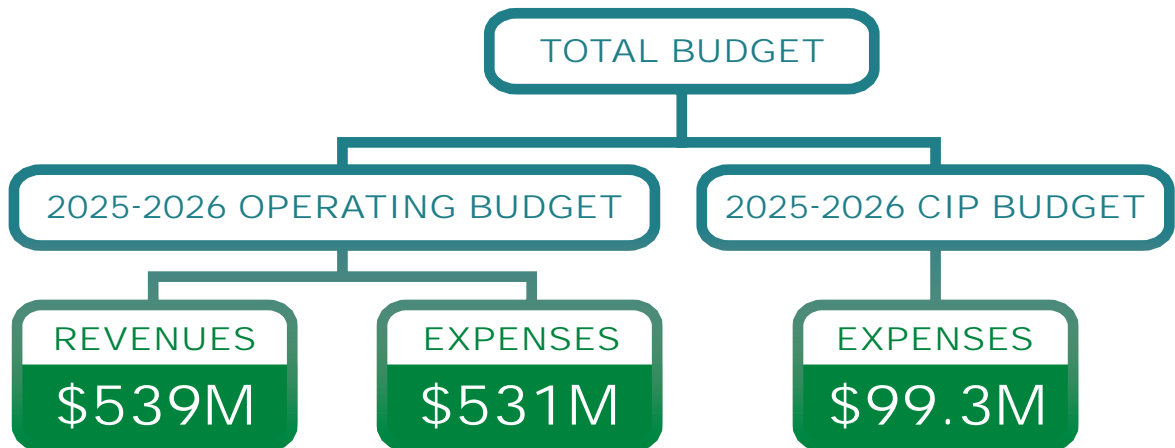 TOTAL BUDGET
2025-2026 OPERATING BUDGET
2025-2026 CIP BUDGET
REVENUES
$539M
EXPENSES
$531M
EXPENSES
$99.3M